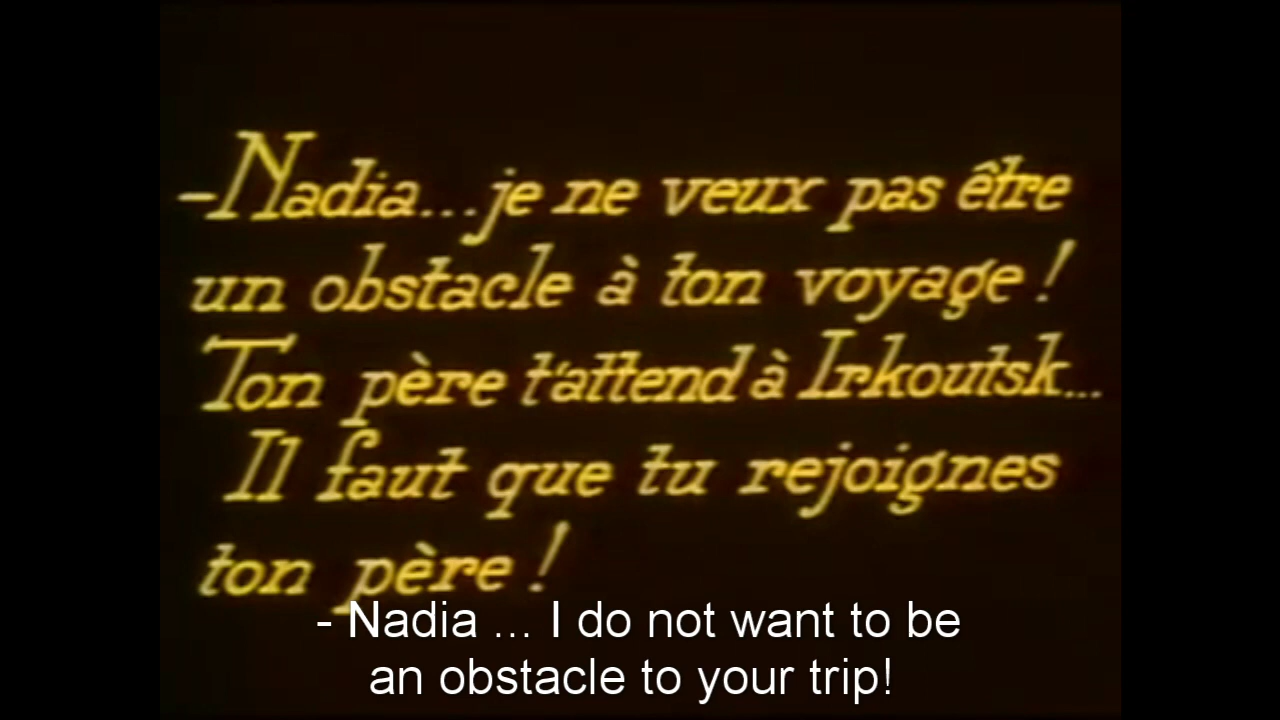 -Nadia...je ne veux pas être
un obstacle à ton voyage!
Ton père t'attend à Irkoutsk...
Il faut que tu rejoignes
ton père!
- Nadia ... I do not want to be
an obstacle to your trip!